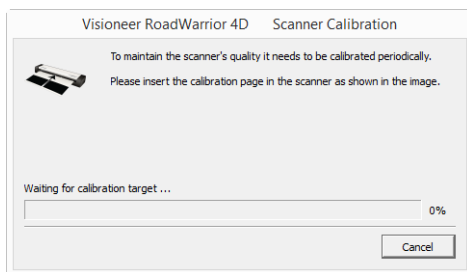 Visioneer RoadWarrior 4D Scanner Calibration
To maintain the scanner's quality it needs to be calibrated periodically.
Please insert the calibration page in the scanner as shown in the image.
Waiting for calibration target ...
0%
Cancel